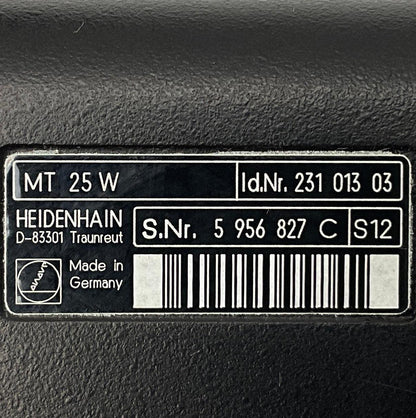 MT 25 W
Id.Nr. 231 013 03
HEIDENHAIN
D-83301 Traunreut
S.Nr. 5 956 827 C
S12
Made in
Germany